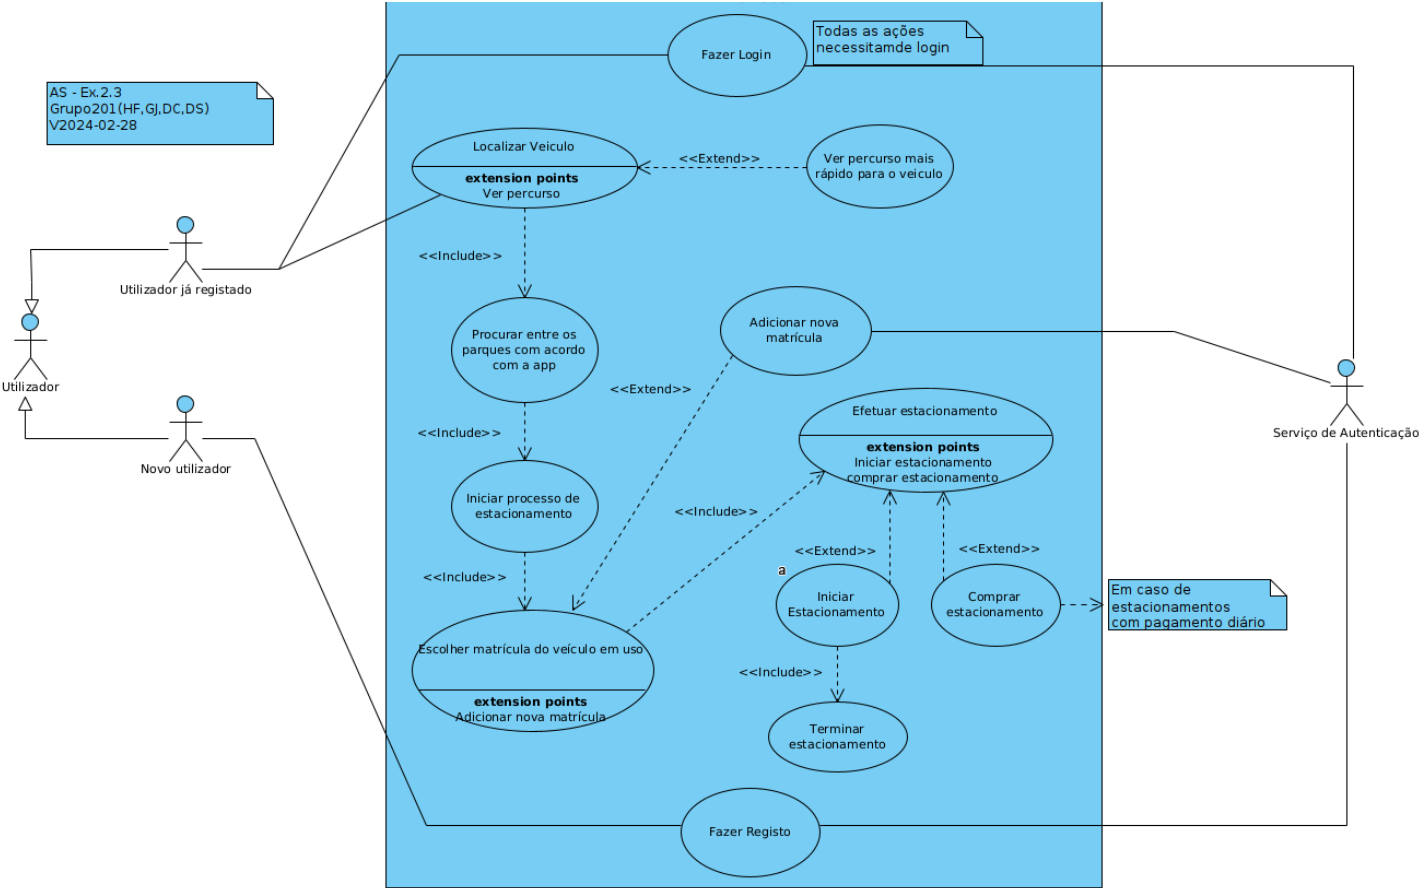 Fazer Login
Todas as ações
necessitamde login
AS - Ex.2.3
Grupo201(HF,GJ,DC,DS)
V2024-02-28
Localizar Veiculo
extension points
Ver percurso
<<Extend>>
Ver percurso mais
rápido para o veiculo
<<Include>>
Utilizador já registado
Procurar entre os
parques com acordo
com a app
Adicionar nova
matrícula
Utilizador
<<Extend>>
Efetuar estacionamento
extension points
Iniciar estacionamento
comprar estacionamento
Serviço de Autenticação
<<Include>>
Novo utilizador
Iniciar processo de
estacionamento
<<Include>>
<<Extend>>
<<Extend>>
<<Include>>
a
Iniciar
Estacionamento
Comprar
estacionamento
Em caso de
estacionamentos
com pagamento diário
Escolher matrícula do veículo em uso
extension points
Adicionar nova matrícula
<<Include>>
Terminar
estacionamento
Fazer Registo